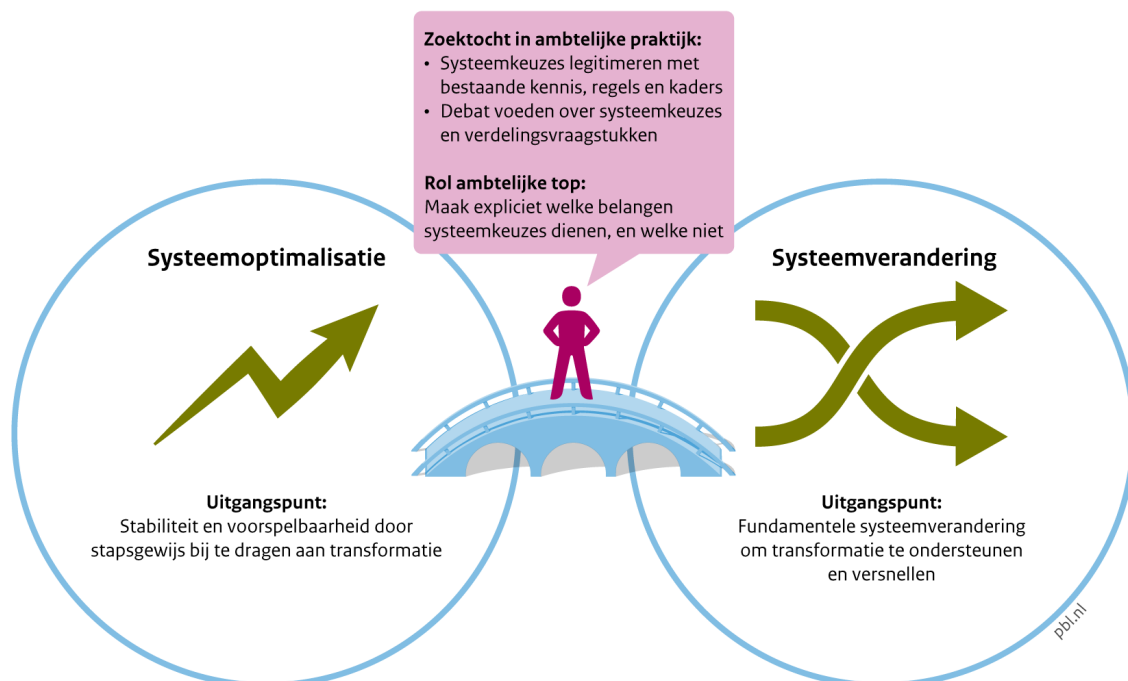 Zoektocht in ambtelijke praktijk:
• Systeemkeuzes legitimeren met
bestaande kennis, regels en kaders
• Debat voeden over systeemkeuzes
en verdelingsvraagstukken
Rol ambtelijke top:
Maak expliciet welke belangen
systeemkeuzes dienen, en welke niet
Systeemoptimalisatie
Uitgangspunt:
Stabiliteit en voorspelbaarheid door
stapsgewijs bij te dragen aan transformatie
Systeemverandering
Uitgangspunt:
Fundamentele systeemverandering
om transformatie te ondersteunen
en versnellen
pbl.nl